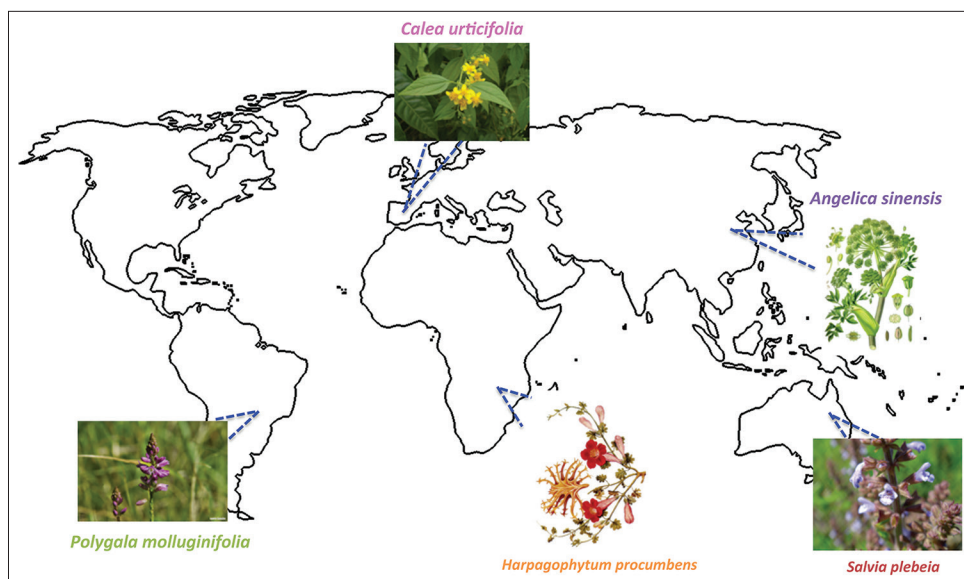 Calea urticifolia
Angelica sinensis
Polygala molluginifolia
Harpagophytum procumbens
Salvia plebeia